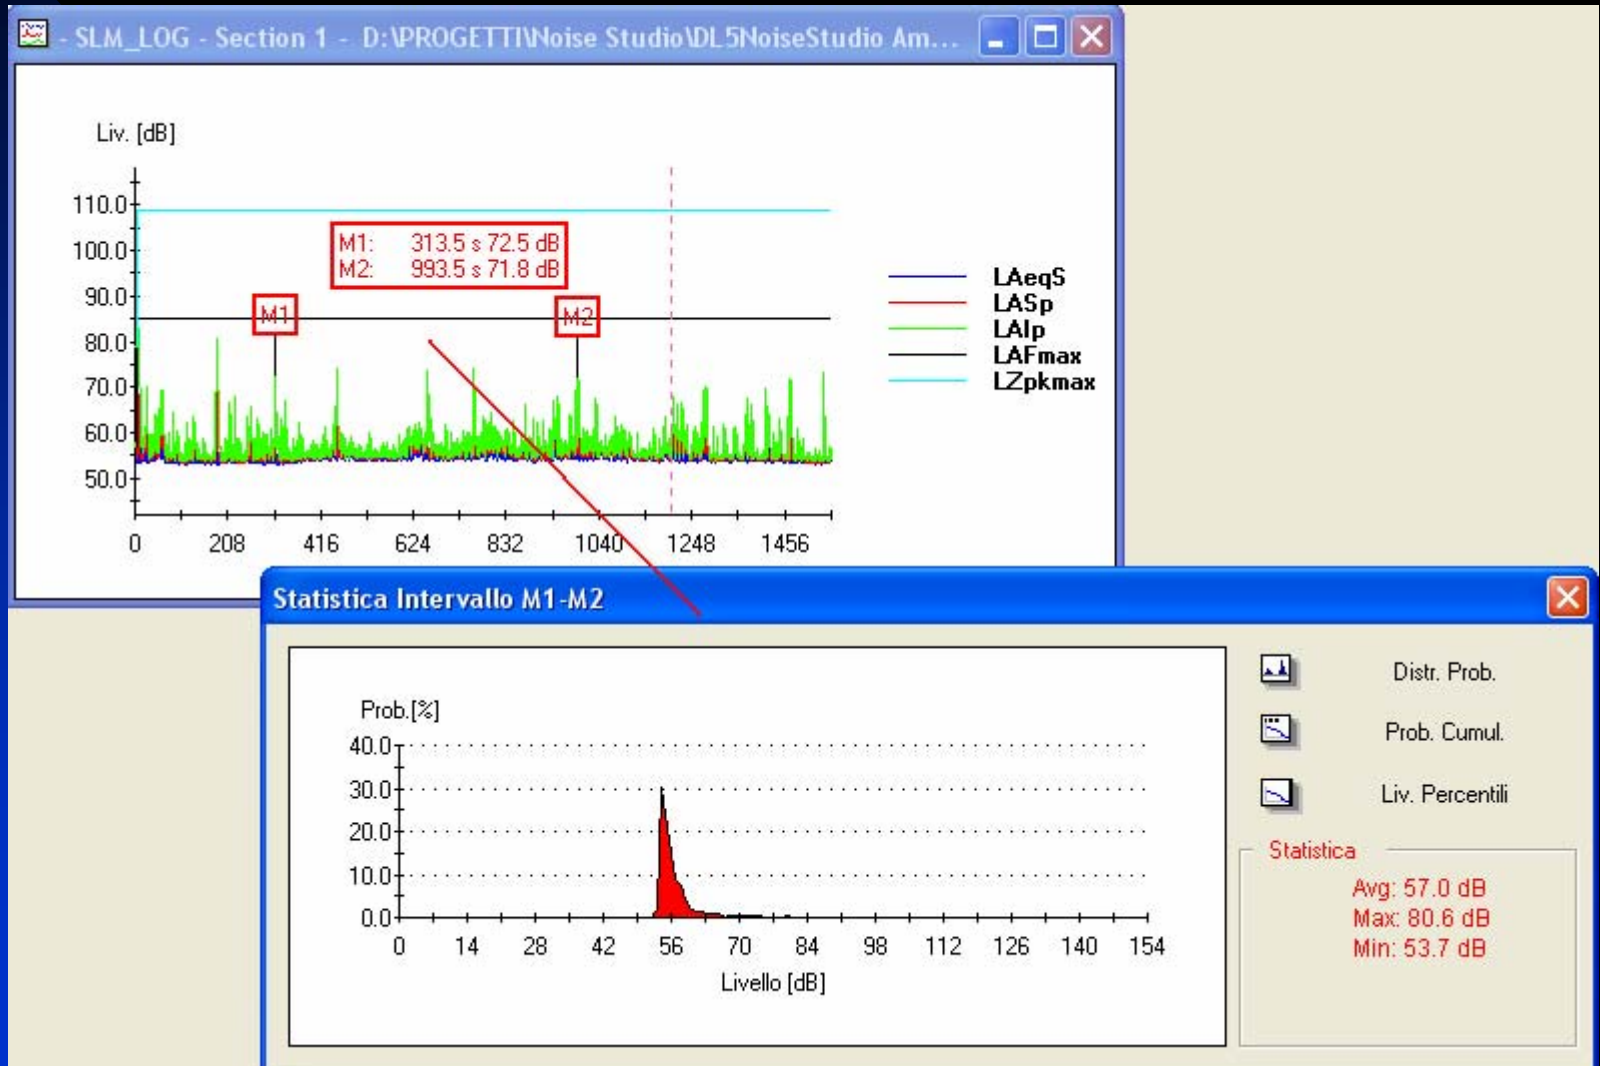 - SLM_LOG - Section 1 - D:\PROGETTI\Noise Studio\DL5NoiseStudio Am...
Liv. [dB]
110.0
100.0
90.0
80.0
70.0
60.0
50.0
M1: 313.5 s 72.5 dB
M2: 993.5 s 71.8 dB
M1
M2
LAeqS
LASp
LAIp
LAFmax
LZpkmax
0 208 416 624 832 1040 1248 1456
Statistica Intervallo M1-M2
Prob.[%]
40.0
30.0
20.0
10.0
0.0
0 14 28 42 56 70 84 98 112 126 140 154
Livello [dB]
Distr. Prob.
Prob. Cumul.
Liv. Percentili
Statistica
Avg: 57.0 dB
Max: 80.6 dB
Min: 53.7 dB